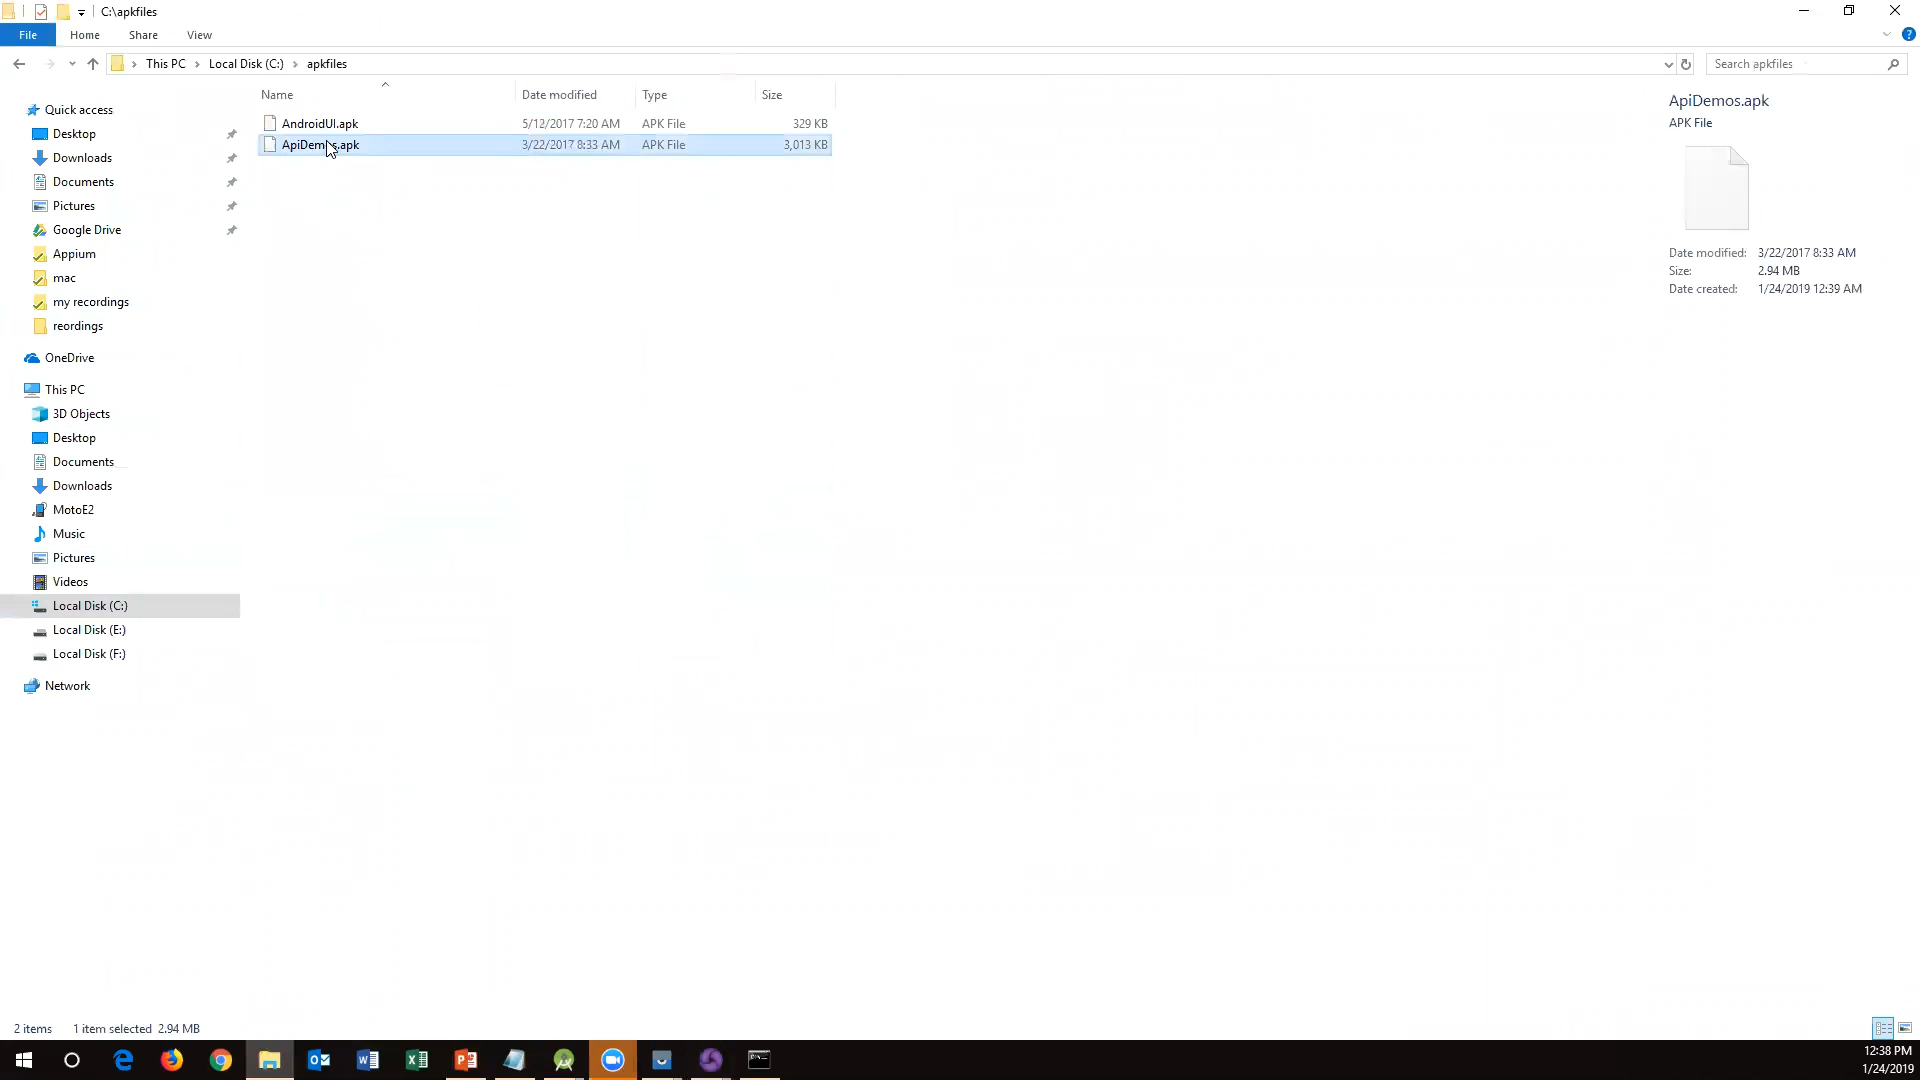 C:\apkfiles
File Home Share View
This PC Local Disk (C:) apkfiles
Search apkfiles
Name Date modified Type Size
AndroidUI.apk 5/12/2017 7:20 AM APK File 329 KB
ApiDemos.apk 3/22/2017 8:33 AM APK File 3,013 KB
Quick access
Desktop
Downloads
Documents
Pictures
Google Drive
Appium
mac
my recordings
reordings
OneDrive
This PC
3D Objects
Desktop
Documents
Downloads
MotoE2
Music
Pictures
Videos
Local Disk (C:)
Local Disk (E:)
Local Disk (F:)
Network
ApiDemos.apk
APK File
Date modified: 3/22/2017 8:33 AM
Size: 2.94 MB
Date created: 1/24/2019 12:39 AM
2 items 1 item selected 2.94 MB
12:38 PM
1/24/2019